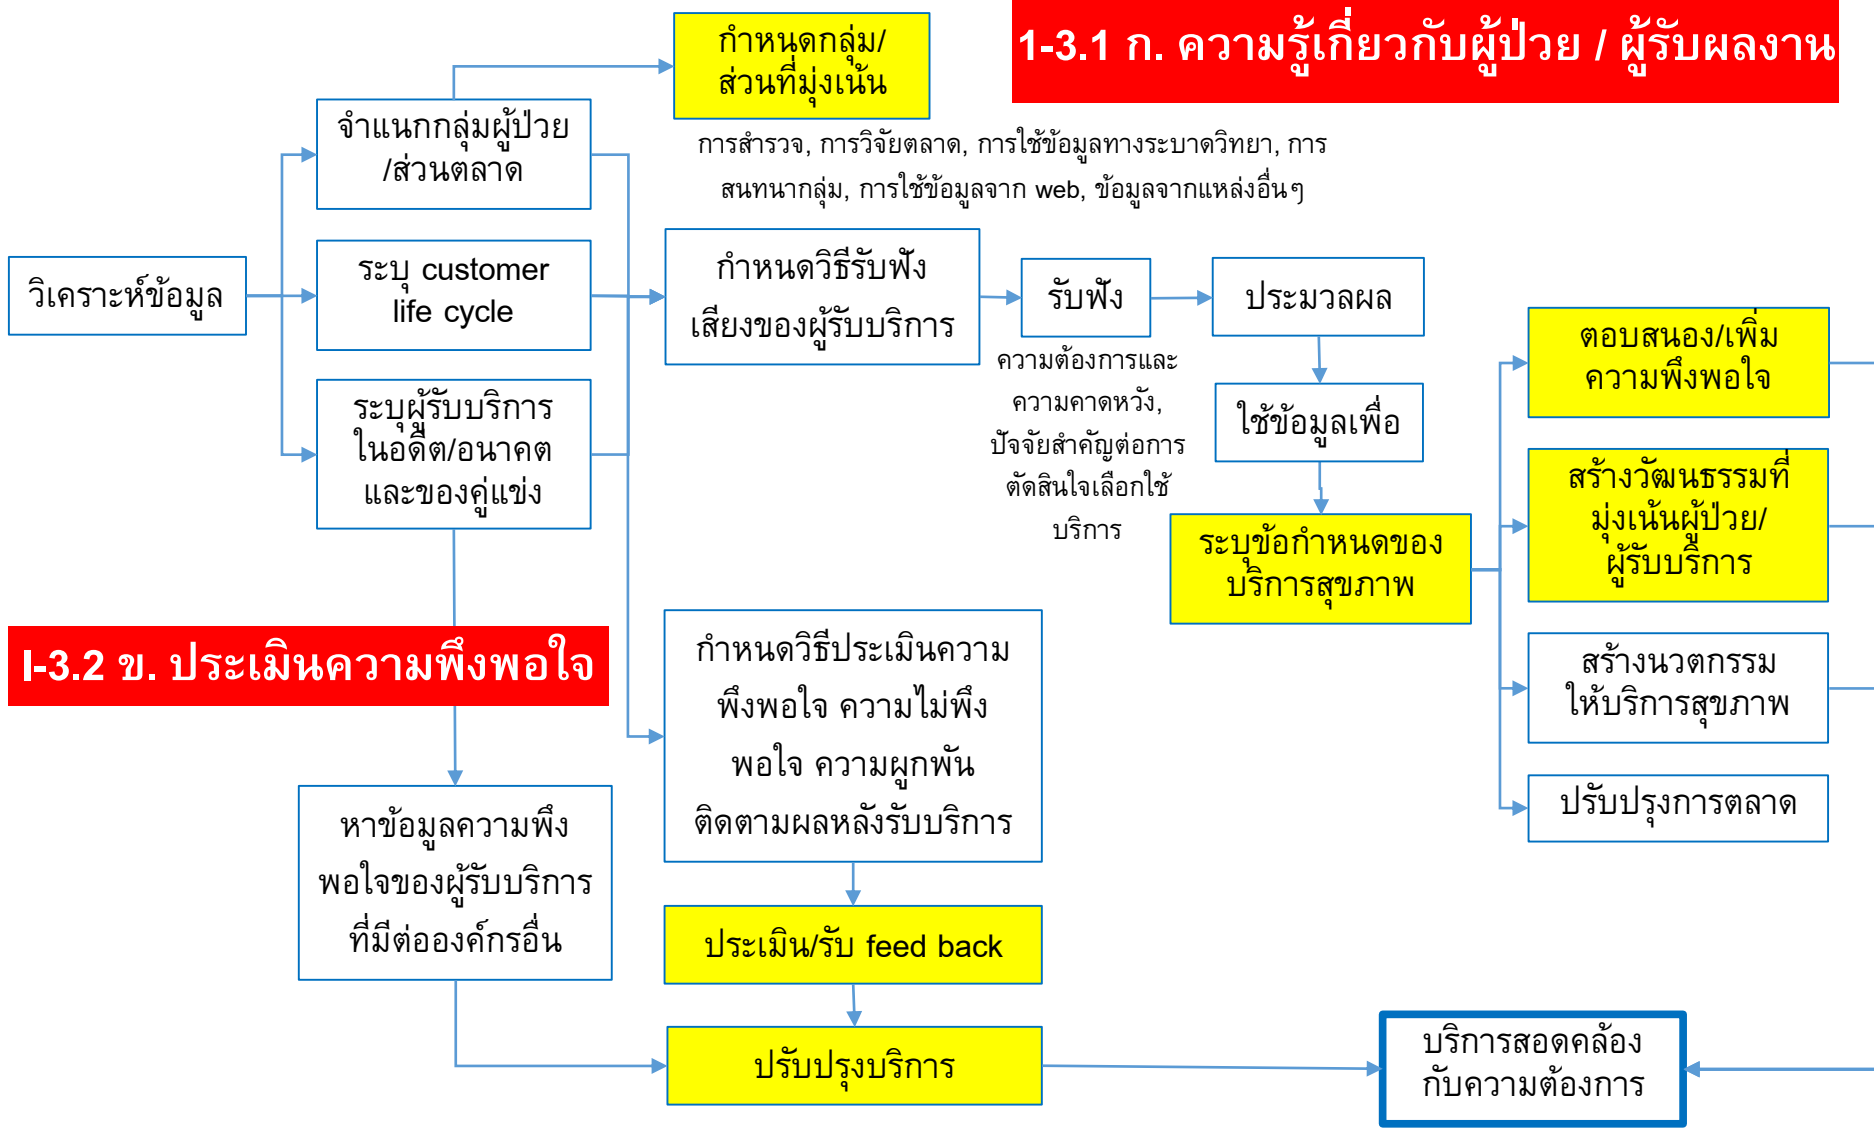 1-3.1 ก. ความรู้เกี่ยวกับผู้ป่วย / ผู้รับผลงาน
กำหนดกลุ่ม/
ส่วนที่มุ่งเน้น
จำแนกกลุ่มผู้ป่วย
/ส่วนตลาด
การสำรวจ, การวิจัยตลาด, การใช้ข้อมูลทางระบาดวิทยา, การ
สนทนากลุ่ม, การใช้ข้อมูลจาก web, ข้อมูลจากแหล่งอื่นๆ
วิเคราะห์ข้อมูล
ระบุ customer
life cycle
กำหนดวิธีรับฟัง
เสียงของผู้รับบริการ
รับฟัง
ประมวลผล
ความต้องการและ
ความคาดหวัง,
ปัจจัยสำคัญต่อการ
ตัดสินใจเลือกใช้
บริการ
ระบุผู้รับบริการ
ในอดีต/อนาคต
และของคู่แข่ง
ใช้ข้อมูลเพื่อ
ระบุข้อกำหนดของ
บริการสุขภาพ
ตอบสนอง/เพิ่ม
ความพึงพอใจ
สร้างวัฒนธรรมที่
มุ่งเน้นผู้ป่วย/
ผู้รับบริการ
สร้างนวตกรรม
ให้บริการสุขภาพ
ปรับปรุงการตลาด
I-3.2 ข. ประเมินความพึงพอใจ
กำหนดวิธีประเมินความ
พึงพอใจ ความไม่พึง
พอใจ ความผูกพัน
ติดตามผลหลังรับบริการ
หาข้อมูลความพึง
พอใจของผู้รับบริการ
ที่มีต่อองค์กรอื่น
ประเมิน/รับ feed back
ปรับปรุงบริการ
บริการสอดคล้อง
กับความต้องการ